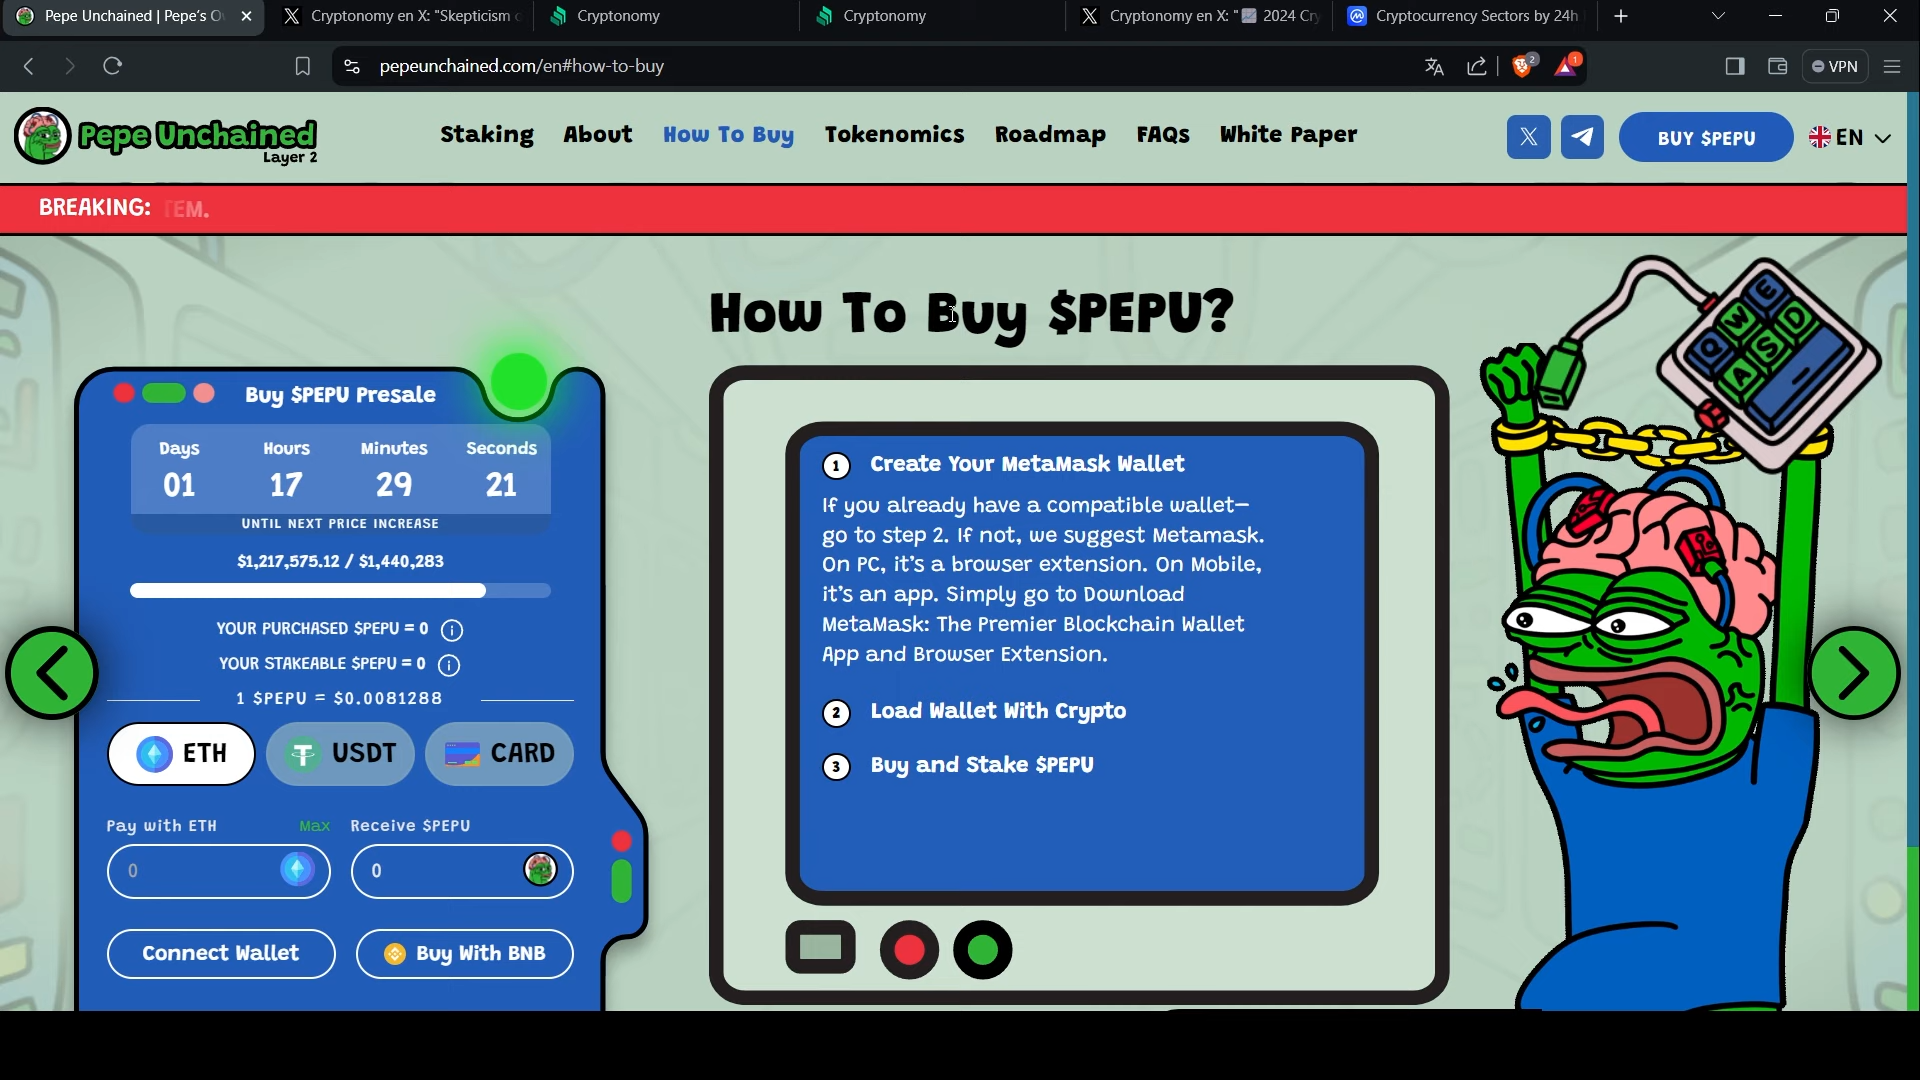 Pepe Unchained | Pepe's O
Cryptonomy en X: "Skepticism o
Cryptonomy
Cryptonomy
Cryptonomy en X: "📈 2024 Cry
Cryptocurrency Sectors by 24h
pepeunchained.com/en#how-to-buy
2
1
VPN
Pepe Unchained
Layer 2
Staking
About
How To Buy
Tokenomics
Roadmap
FAQs
White Paper
BUY $PEPU
EN
BREAKING: TEM.
How To Buy $PEPU?
Buy $PEPU Presale
Days Hours Minutes Seconds
01 17 29 21
UNTIL NEXT PRICE INCREASE
$1,217,575.12 / $1,440,283
YOUR PURCHASED $PEPU = 0 i
YOUR STAKEABLE $PEPU = 0 i
1 $PEPU = $0.0081288
ETH USDT CARD
Pay with ETH Max Receive $PEPU
0 0
Connect Wallet Buy With BNB
1 Create Your MetaMask Wallet
If you already have a compatible wallet–
go to step 2. If not, we suggest Metamask.
On PC, it's a browser extension. On Mobile,
it's an app. Simply go to Download
MetaMask: The Premier Blockchain Wallet
App and Browser Extension.
2 Load Wallet With Crypto
3 Buy and Stake $PEPU
W E
Q S D
A